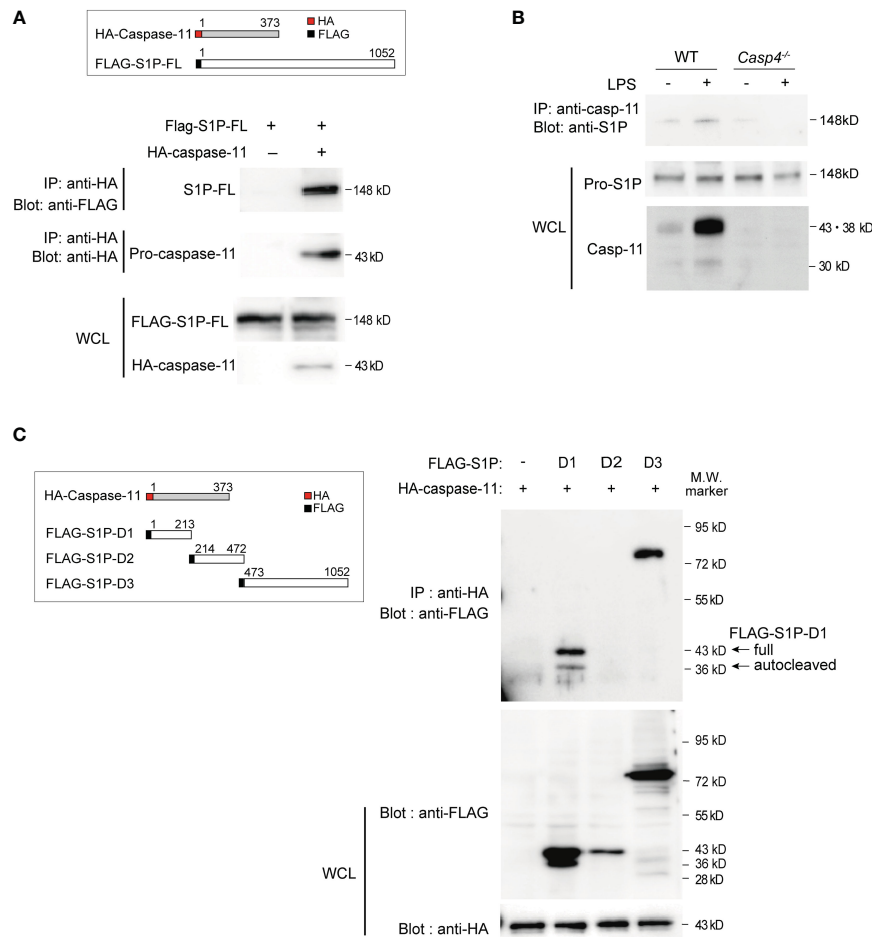 A
1 373
HA-Caspase-11
HA
FLAG
1 1052
FLAG-S1P-FL
Flag-S1P-FL + +
HA-caspase-11 – +
IP: anti-HA
Blot: anti-FLAG
S1P-FL
– 148 kD
IP: anti-HA
Blot: anti-HA
Pro-caspase-11
– 43kD
WCL
FLAG-S1P-FL
– 148 kD
HA-caspase-11
– 43kD
B
WT Casp4-/-
LPS - + - +
IP: anti-casp-11
Blot: anti-S1P
– 148kD
WCL
Pro-S1P
– 148kD
Casp-11
– 43 • 38 kD
– 30 kD
C
1 373
HA-Caspase-11
HA
FLAG
1 213
FLAG-S1P-D1
214 472
FLAG-S1P-D2
473 1052
FLAG-S1P-D3
FLAG-S1P: - D1 D2 D3
HA-caspase-11: + + + +
M.W.
marker
– 95 kD
– 72 kD
IP : anti-HA
Blot : anti-FLAG
– 55 kD
FLAG-S1P-D1
– 43 kD ← full
– 36 kD ← autocleaved
WCL
Blot : anti-FLAG
– 95 kD
– 72 kD
– 55 kD
– 43 kD
– 36 kD
– 28 kD
Blot : anti-HA
– 43kD